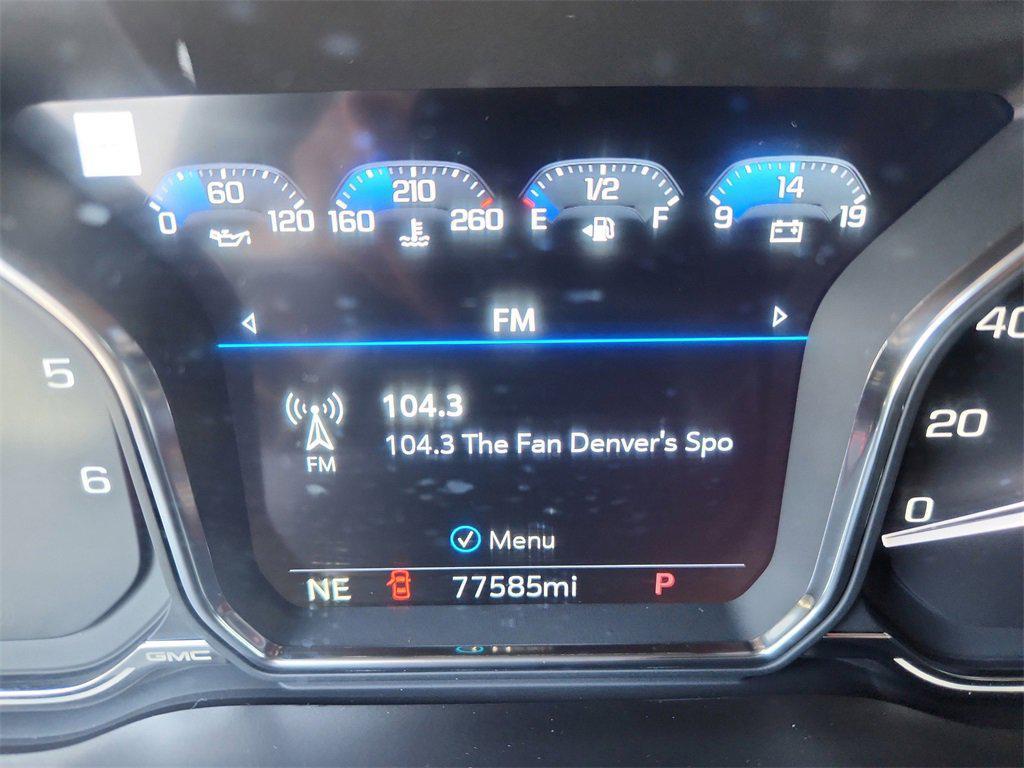 60 210 1/2 14
0 120 160 260 E F 9 19
FM
40
5
104.3
20
104.3 The Fan Denver's Spo
FM
6
0
Menu
NE 77585mi P
GMC